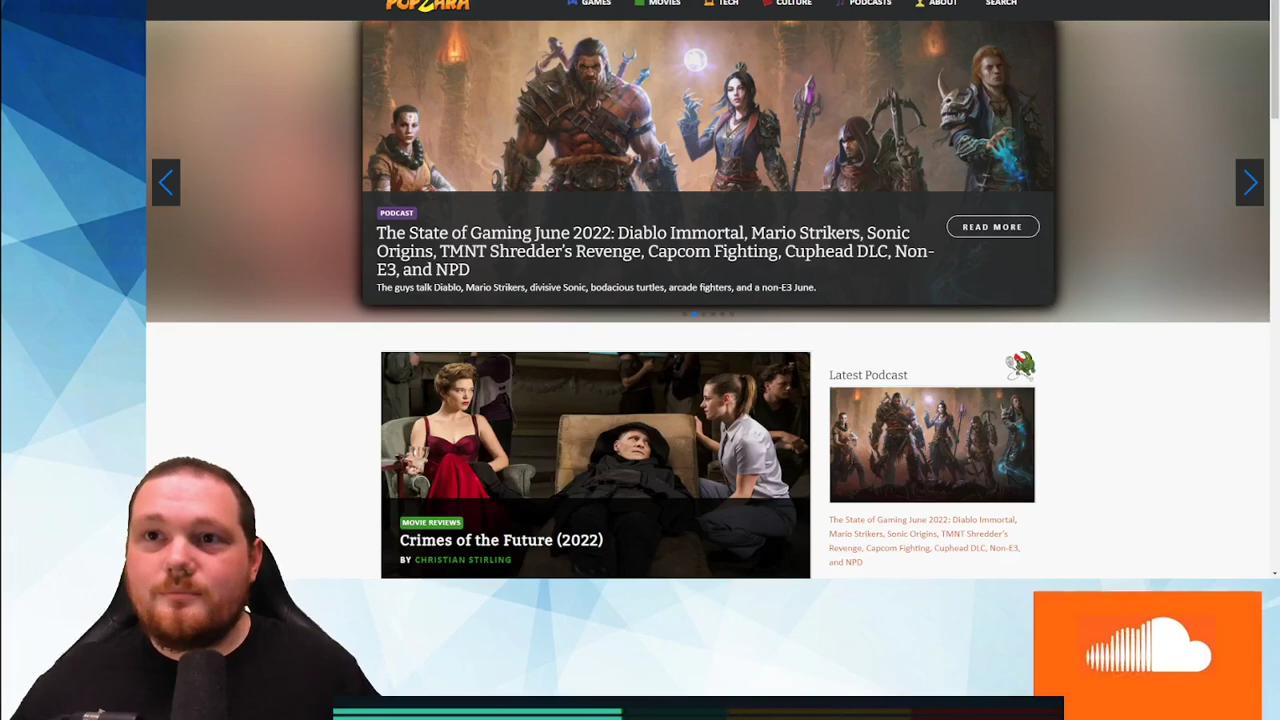 POPZARA
GAMES
MOVIES
TECH
CULTURE
PODCASTS
ABOUT
SEARCH
PODCAST
The State of Gaming June 2022: Diablo Immortal, Mario Strikers, Sonic
Origins, TMNT Shredder's Revenge, Capcom Fighting, Cuphead DLC, Non-
E3, and NPD
The guys talk Diablo, Mario Strikers, divisive Sonic, bodacious turtles, arcade fighters, and a non-E3 June.
READ MORE
MOVIE REVIEWS
Crimes of the Future (2022)
BY CHRISTIAN STIRLING
Latest Podcast
The State of Gaming June 2022: Diablo Immortal,
Mario Strikers, Sonic Origins, TMNT Shredder's
Revenge, Capcom Fighting, Cuphead DLC, Non-E3,
and NPD